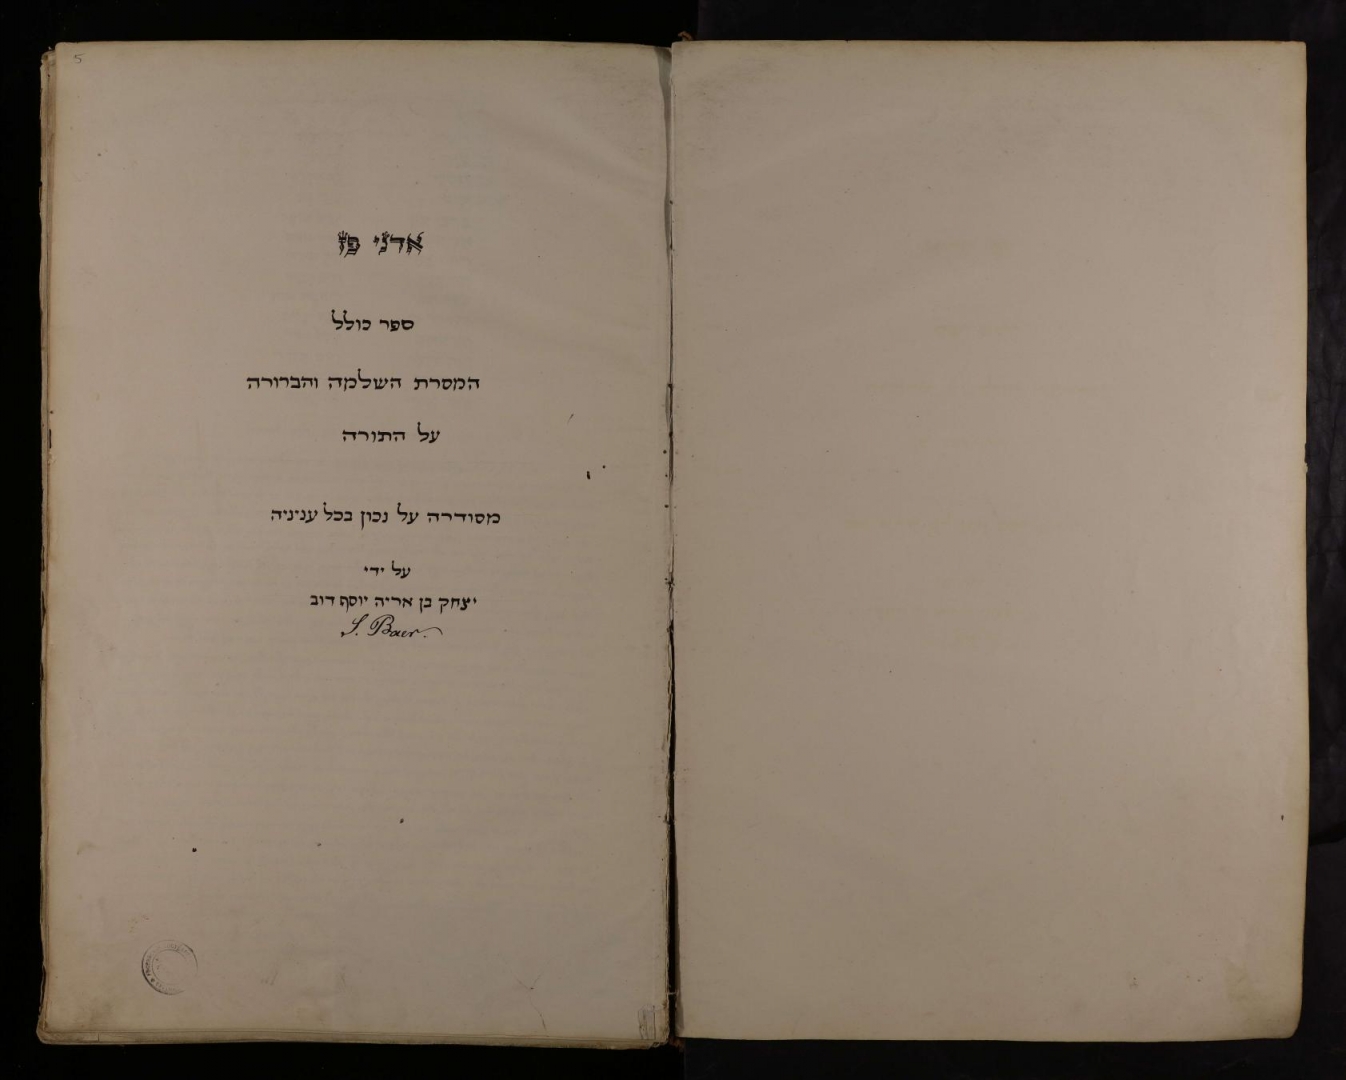 5
אדני פז
ספר כולל
המסרת השלמה והברורה
על התורה
מסודרה על נכון בכל עניניה
על ידי
יצחק בן אריה יוסף דוב
S. Baer.